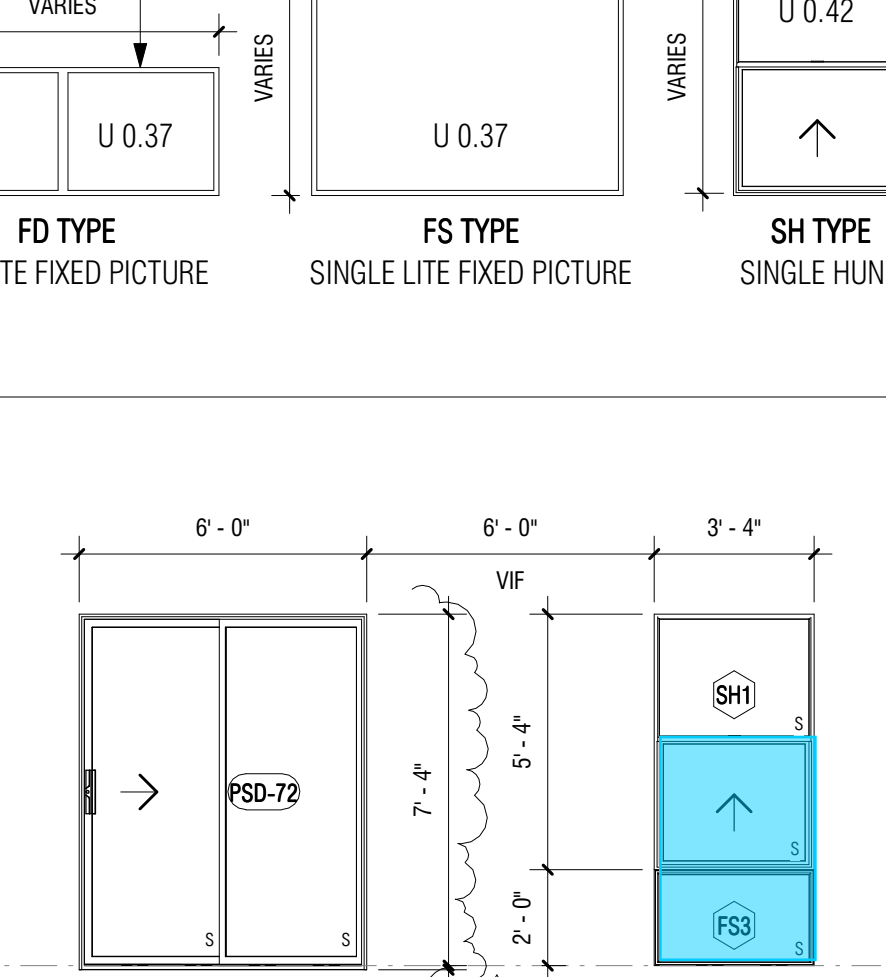 VARIES
U 0.37
FD TYPE
TE FIXED PICTURE
VARIES
U 0.37
FS TYPE
SINGLE LITE FIXED PICTURE
VARIES
U 0.42
SH TYPE
SINGLE HUN
6' - 0"
6' - 0"
3' - 4"
VIF
PSD-72
S
S
7' - 4"
5' - 4"
2' - 0"
SH1
S
S
FS3
S